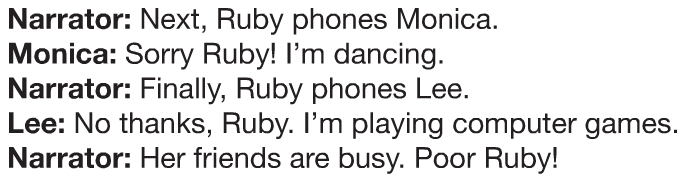 Narrator: Next, Ruby phones Monica.
Monica: Sorry Ruby! I'm dancing.
Narrator: Finally, Ruby phones Lee.
Lee: No thanks, Ruby. I'm playing computer games.
Narrator: Her friends are busy. Poor Ruby!